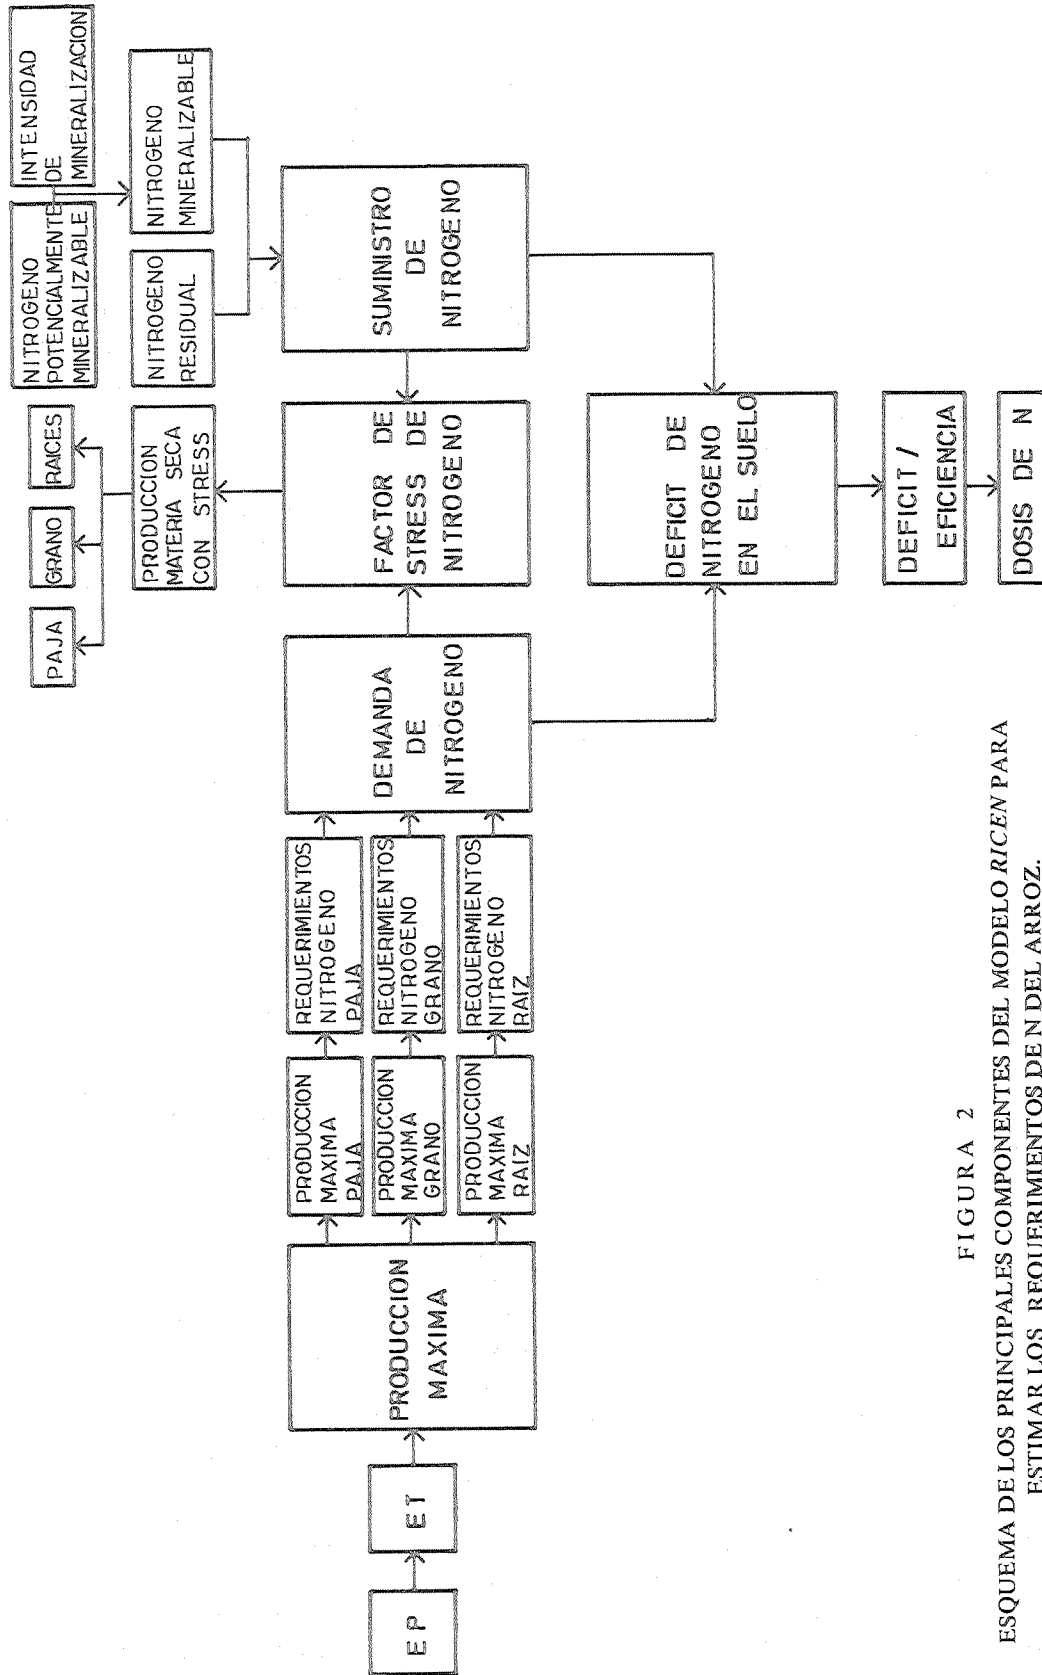 EP
ET
PRODUCCION
MAXIMA
PRODUCCION
MAXIMA
PAJA
PRODUCCION
MAXIMA
GRANO
PRODUCCION
MAXIMA
RAIZ
REQUERIMIENTOS
NITROGENO
PAJA
REQUERIMIENTOS
NITROGENO
GRANO
REQUERIMIENTOS
NITROGENO
RAIZ
DEMANDA
DE
NITROGENO
PAJA
GRANO
RAICES
PRODUCCION
MATERIA SECA
CON STRESS
FACTOR DE
STRESS DE
NITROGENO
NITROGENO
POTENCIALMENTE
MINERALIZABLE
INTENSIDAD
DE
MINERALIZACION
NITROGENO
RESIDUAL
NITROGENO
MINERALIZABLE
SUMINISTRO
DE
NITROGENO
DEFICIT DE
NITROGENO
EN EL SUELO
DEFICIT /
EFICIENCIA
DOSIS DE N
FIGURA 2
ESQUEMA DE LOS PRINCIPALES COMPONENTES DEL MODELO RICEN PARA
ESTIMAR LOS REQUERIMIENTOS DE N DEL ARROZ.